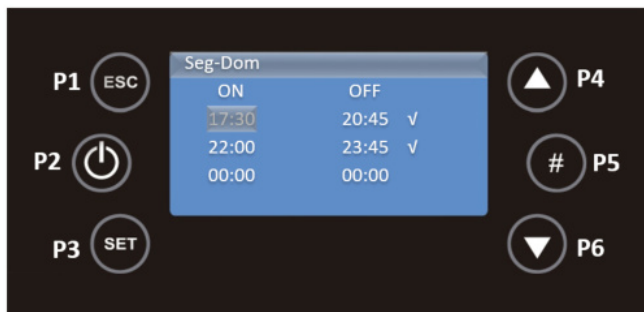 P1 ESC
P2
P3 SET
Seg-Dom
ON OFF
17:30 20:45 √
22:00 23:45 √
00:00 00:00
P4
# P5
P6